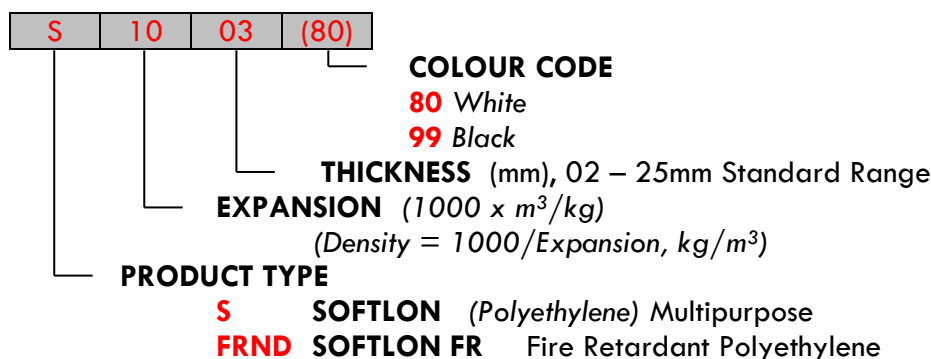 S 10 03 (80)
COLOUR CODE
80 White
99 Black
THICKNESS (mm), 02 – 25mm Standard Range
EXPANSION (1000 x m³/kg)
(Density = 1000/Expansion, kg/m³)
PRODUCT TYPE
S SOFTLON (Polyethylene) Multipurpose
FRND SOFTLON FR Fire Retardant Polyethylene